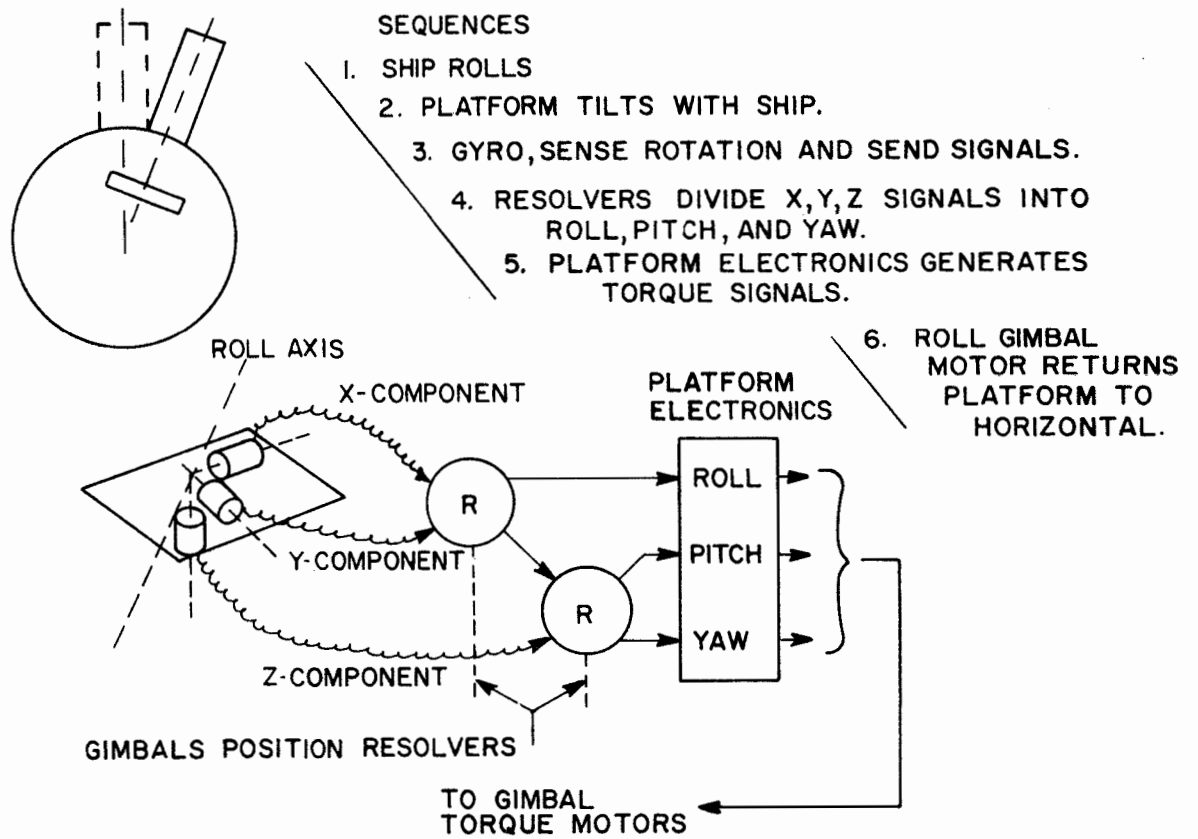 SEQUENCES
1. SHIP ROLLS
2. PLATFORM TILTS WITH SHIP.
3. GYRO, SENSE ROTATION AND SEND SIGNALS.
4. RESOLVERS DIVIDE X, Y, Z SIGNALS INTO
ROLL, PITCH, AND YAW.
5. PLATFORM ELECTRONICS GENERATES
TORQUE SIGNALS.
6. ROLL GIMBAL
MOTOR RETURNS
PLATFORM TO
HORIZONTAL.
ROLL AXIS
X-COMPONENT
PLATFORM
ELECTRONICS
R
ROLL
Y-COMPONENT
PITCH
R
YAW
Z-COMPONENT
GIMBALS POSITION RESOLVERS
TO GIMBAL
TORQUE MOTORS